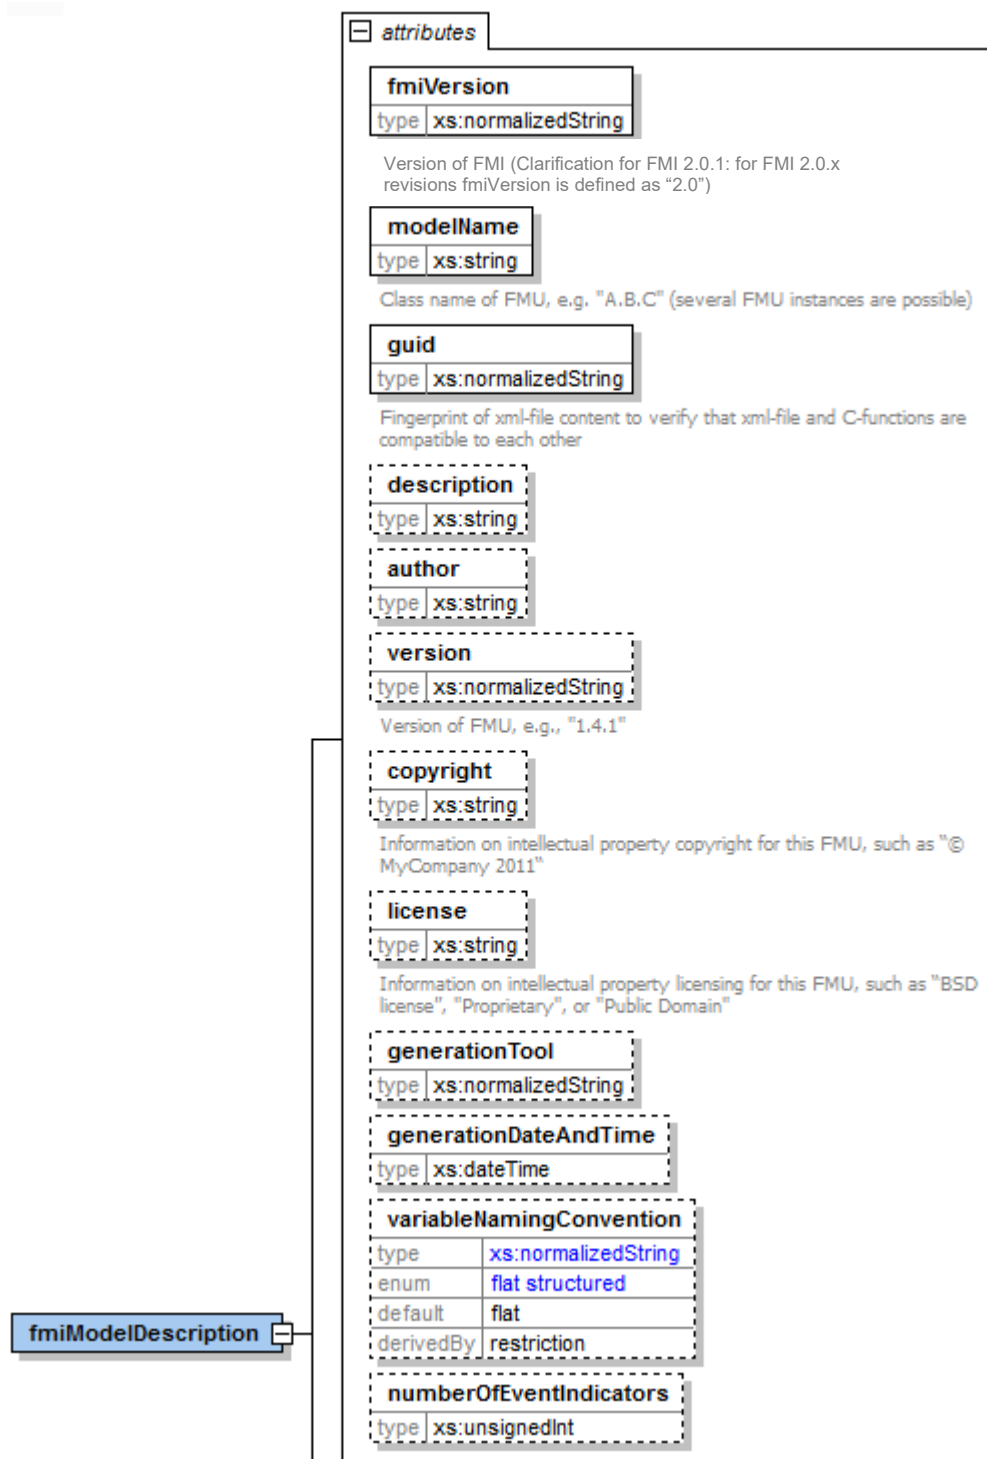 attributes
fmiVersion
type xs:normalizedString
Version of FMI (Clarification for FMI 2.0.1: for FMI 2.0.x
revisions fmiVersion is defined as “2.0”)
modelName
type xs:string
Class name of FMU, e.g. "A.B.C" (several FMU instances are possible)
guid
type xs:normalizedString
Fingerprint of xml-file content to verify that xml-file and C-functions are
compatible to each other
description
type xs:string
author
type xs:string
version
type xs:normalizedString
Version of FMU, e.g., "1.4.1"
copyright
type xs:string
Information on intellectual property copyright for this FMU, such as “©
MyCompany 2011“
license
type xs:string
Information on intellectual property licensing for this FMU, such as “BSD
license”, "Proprietary", or "Public Domain"
generationTool
type xs:normalizedString
generationDateAndTime
type xs:dateTime
variableNamingConvention
type xs:normalizedString
enum flat structured
default flat
derivedBy restriction
fmiModelDescription
numberOfEventIndicators
type xs:unsignedInt